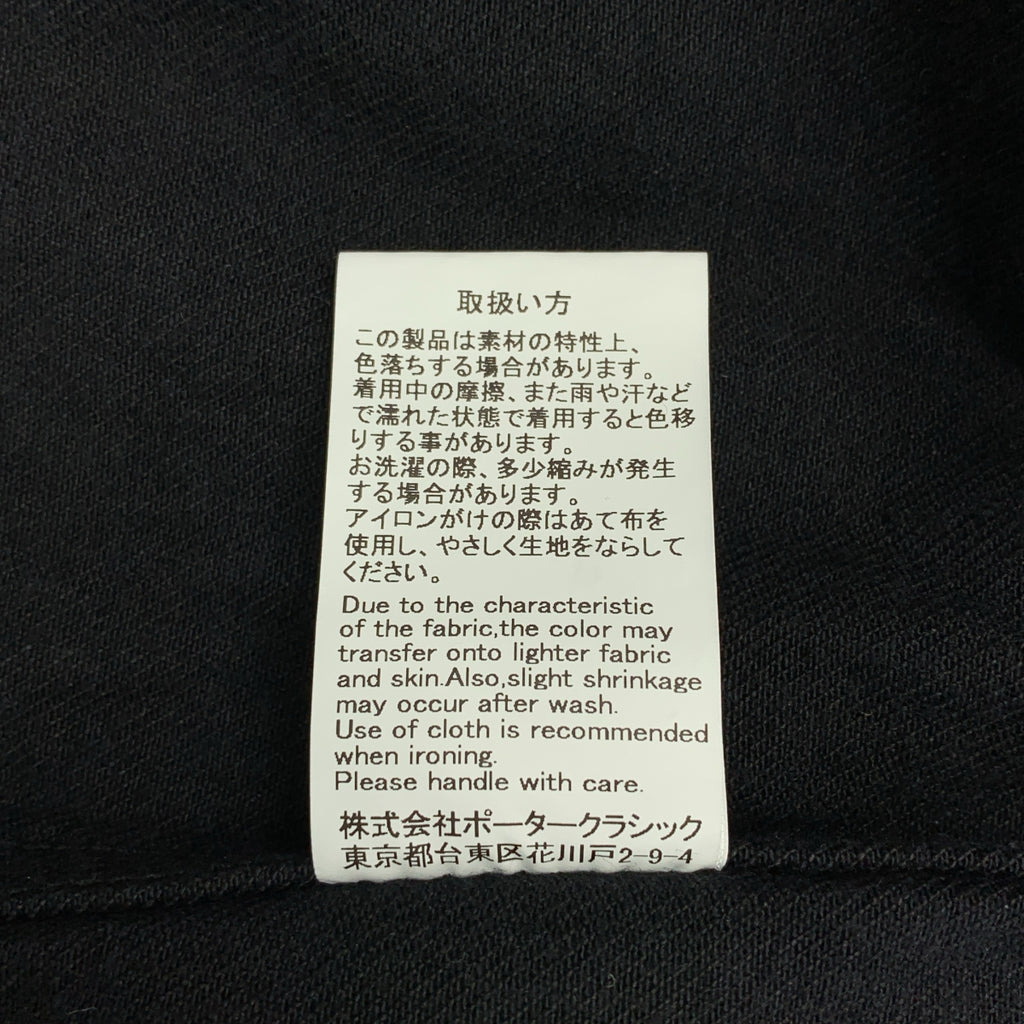 取扱い方
この製品は素材の特性上、
色落ちする場合があります。
着用中の摩擦、また雨や汗など
で濡れた状態で着用すると色移
りする事があります。
お洗濯の際、多少縮みが発生
する場合があります。
アイロンがけの際はあて布を
使用し、やさしく生地をならして
ください。
Due to the characteristic
of the fabric,the color may
transfer onto lighter fabric
and skin.Also,slight shrinkage
may occur after wash.
Use of cloth is recommended
when ironing.
Please handle with care.
株式会社ポータークラシック
東京都台東区花川戸2-9-4